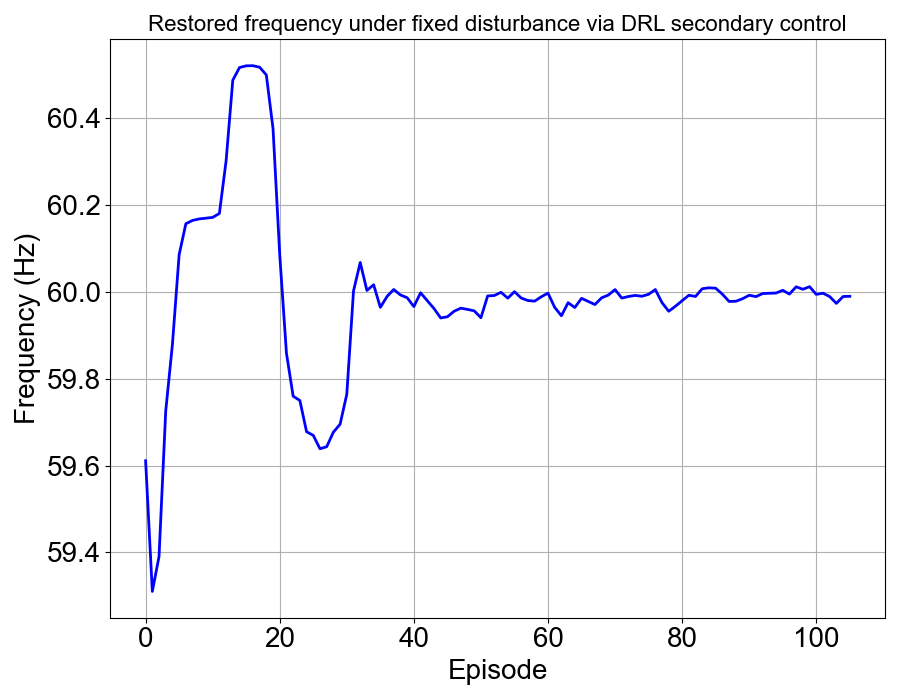 Restored frequency under fixed disturbance via DRL secondary control
60.4
60.2
60.0
59.8
59.6
59.4
Frequency (Hz)
0 20 40 60 80 100
Episode